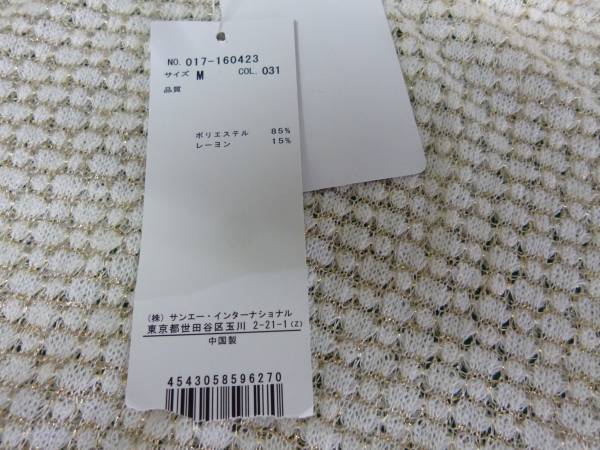 NO. 017-160423
サイズ M COL. 031
品質
ポリエステル 85%
レーヨン 15%
(株) サンエー・インターナショナル
東京都世田谷区玉川 2-21-1(Z)
中国製
4543058596270